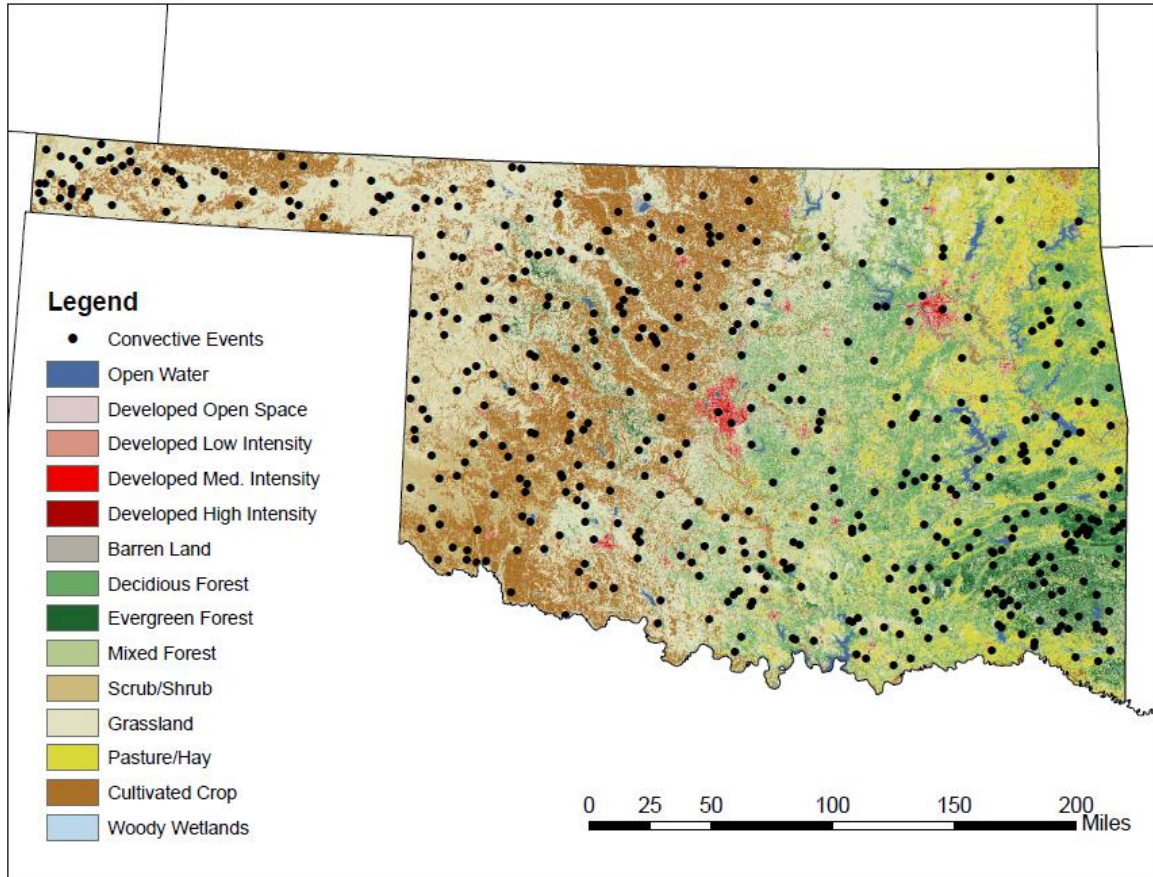 Legend
Convective Events
Open Water
Developed Open Space
Developed Low Intensity
Developed Med. Intensity
Developed High Intensity
Barren Land
Decidious Forest
Evergreen Forest
Mixed Forest
Scrub/Shrub
Grassland
Pasture/Hay
Cultivated Crop
Woody Wetlands
0 25 50 100 150 200
Miles